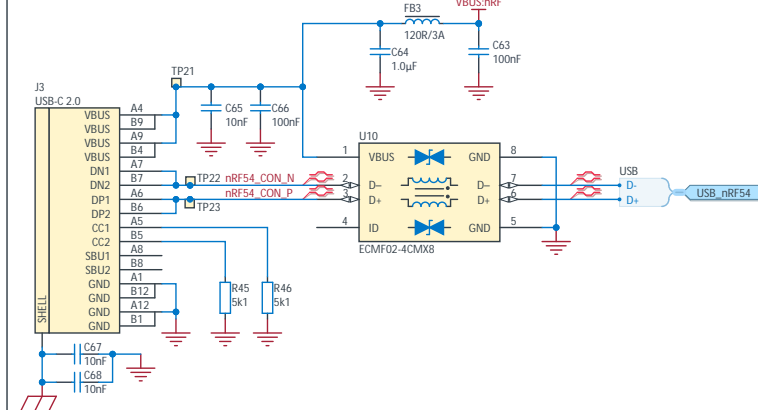 VBUS:nRF
FB3
120R/3A
C64
1.0µF
C63
100nF
TP21
J3
USB-C 2.0
C65
10nF
C66
100nF
VBUS A4
VBUS B9
VBUS A9
VBUS B4
DN1 A7
DN2 B7
DP1 A6
DP2 B6
CC1 A5
CC2 B5
SBU1 A8
SBU2 B8
GND A1
GND B12
GND A12
GND B1
SHELL
TP22 nRF54_CON_N
nRF54_CON_P
TP23
U10
1 VBUS GND 8
2 D– D– 7
3 D+ D+ 6
4 ID GND 5
ECMF02-4CMX8
USB
D-
D+
USB_nRF54
R45
5k1
R46
5k1
C67
10nF
C68
10nF